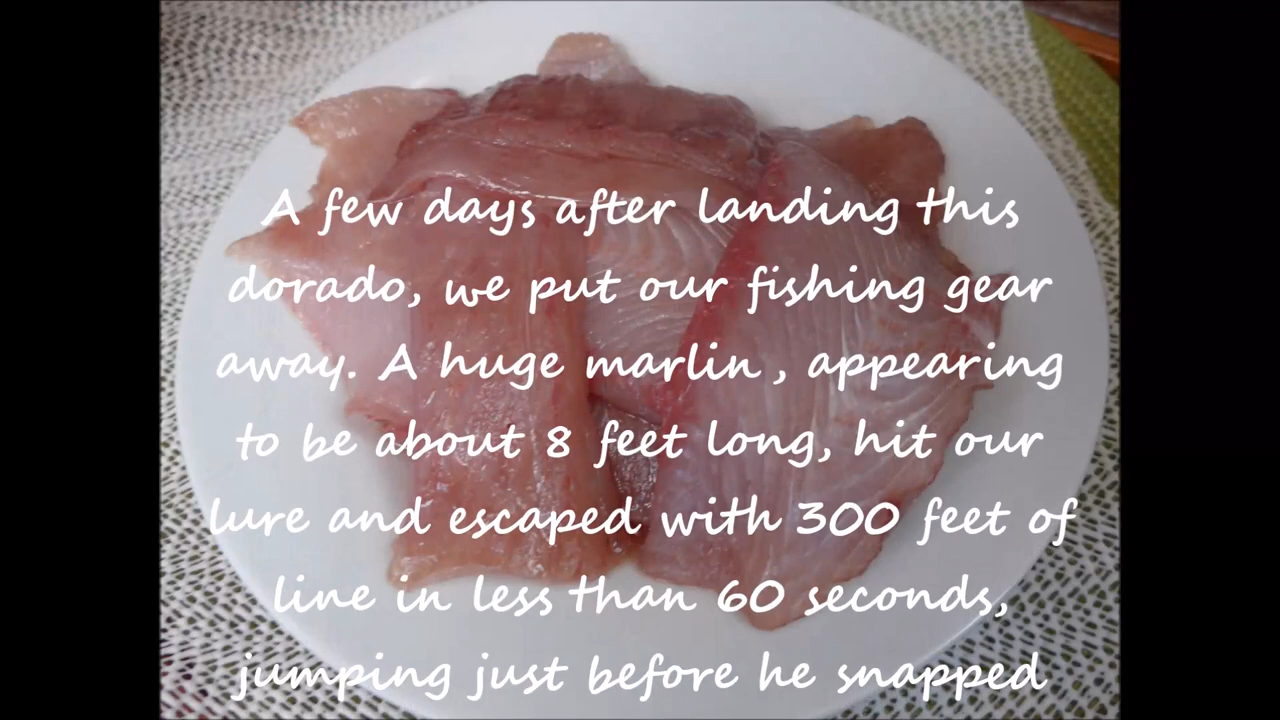 A few days after landing this
dorado, we put our fishing gear
away. A huge marlin, appearing
to be about 8 feet long, hit our
lure and escaped with 300 feet of
line in less than 60 seconds,
jumping just before he snapped